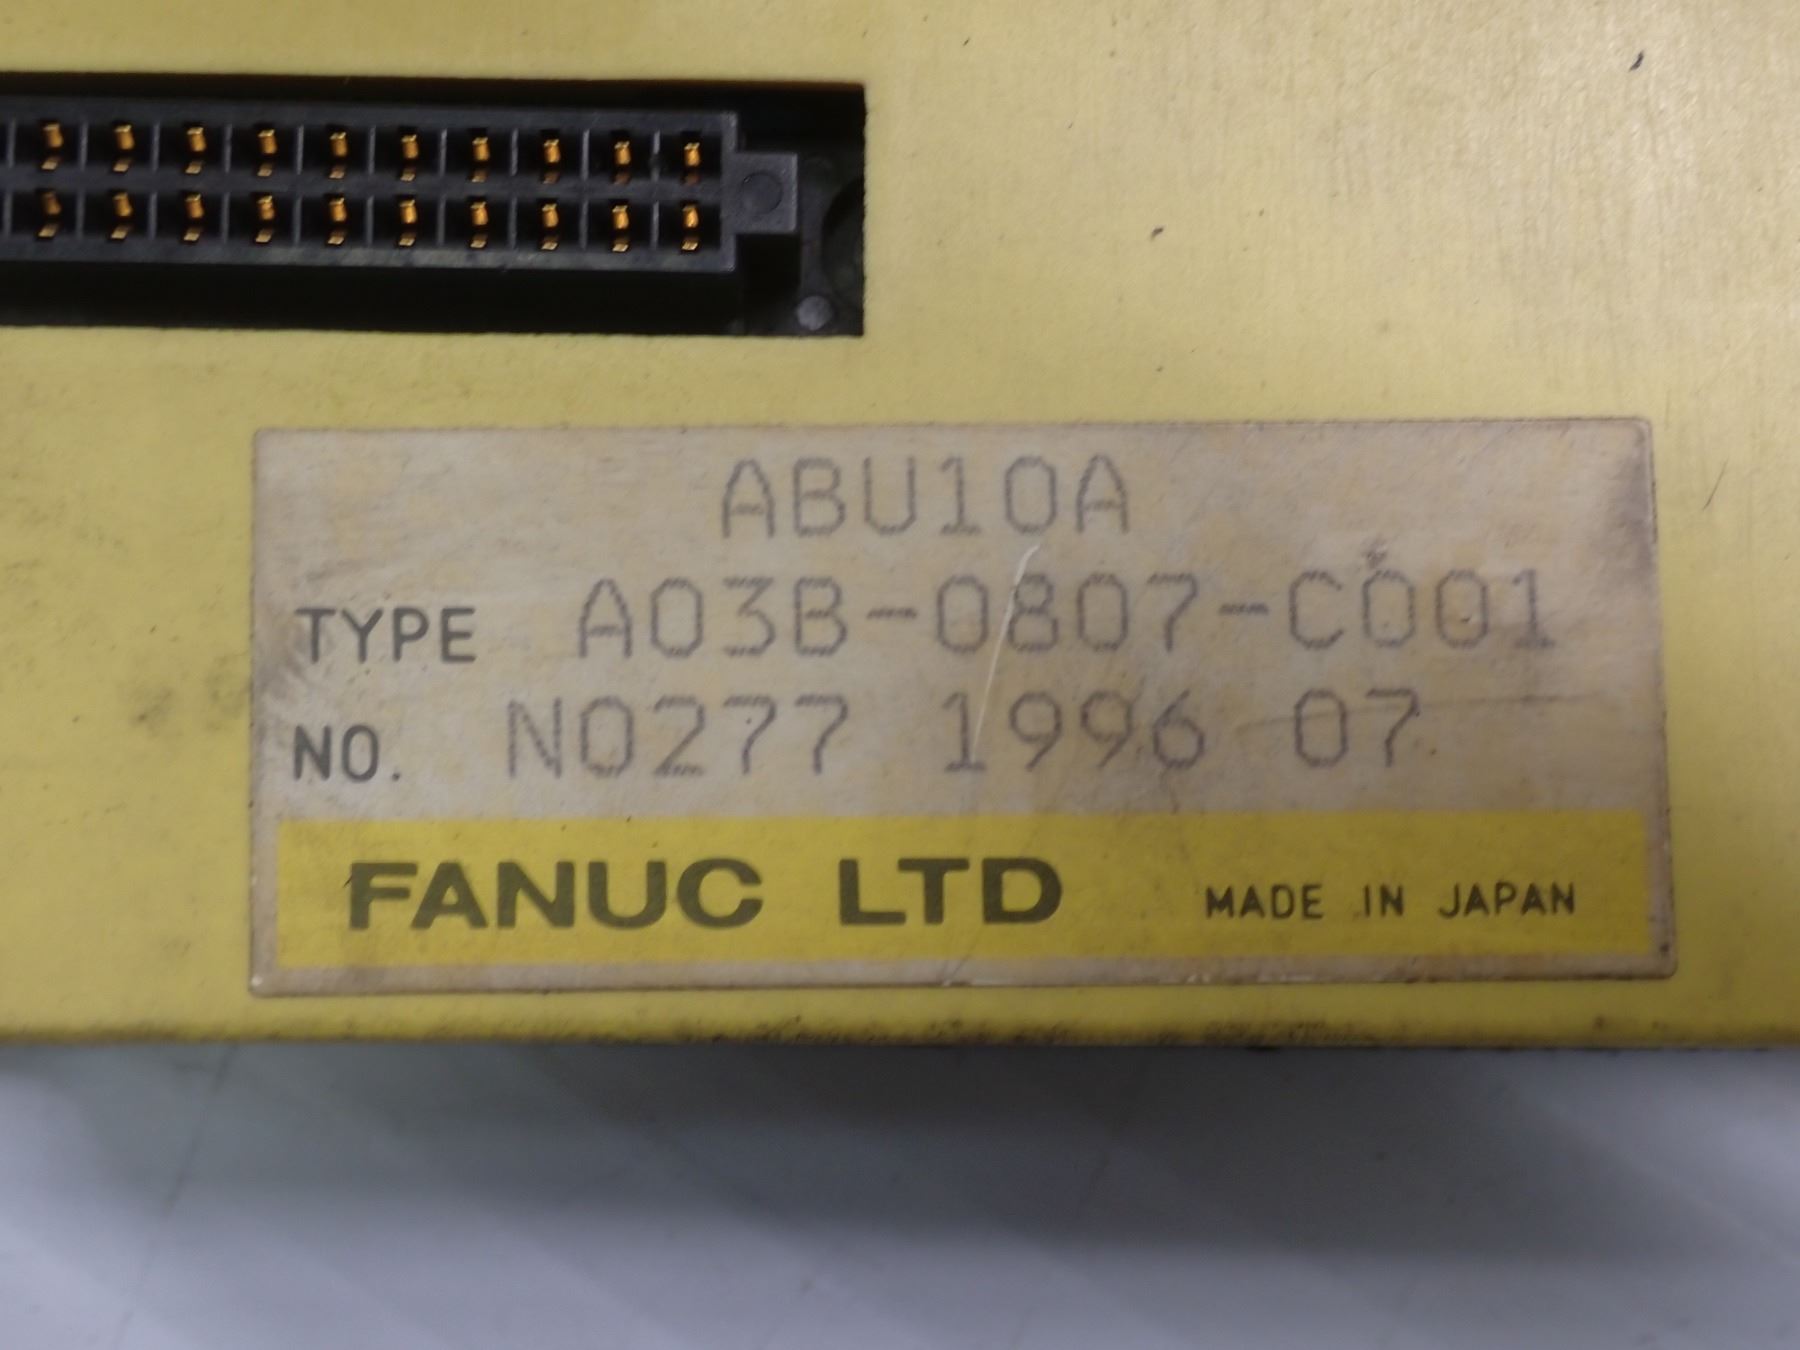 ABU10A
TYPE A03B-0807-C001
NO. N0277 1996 07
FANUC LTD MADE IN JAPAN